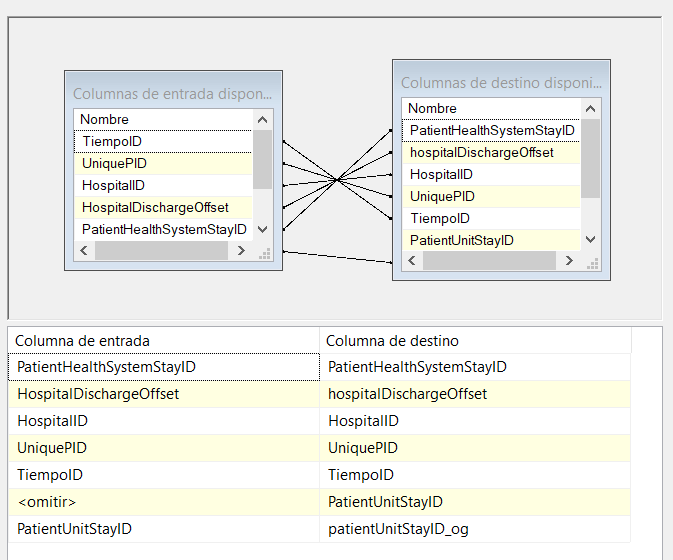 Columnas de entrada dispon...
Nombre
TiempoID
UniquePID
HospitalID
HospitalDischargeOffset
PatientHealthSystemStayID
Columnas de destino disponi...
Nombre
PatientHealthSystemStayID
hospitalDischargeOffset
HospitalID
UniquePID
TiempoID
PatientUnitStayID
Columna de entrada Columna de destino
PatientHealthSystemStayID PatientHealthSystemStayID
HospitalDischargeOffset hospitalDischargeOffset
HospitalID HospitalID
UniquePID UniquePID
TiempoID TiempoID
<omitir> PatientUnitStayID
PatientUnitStayID patientUnitStayID_og